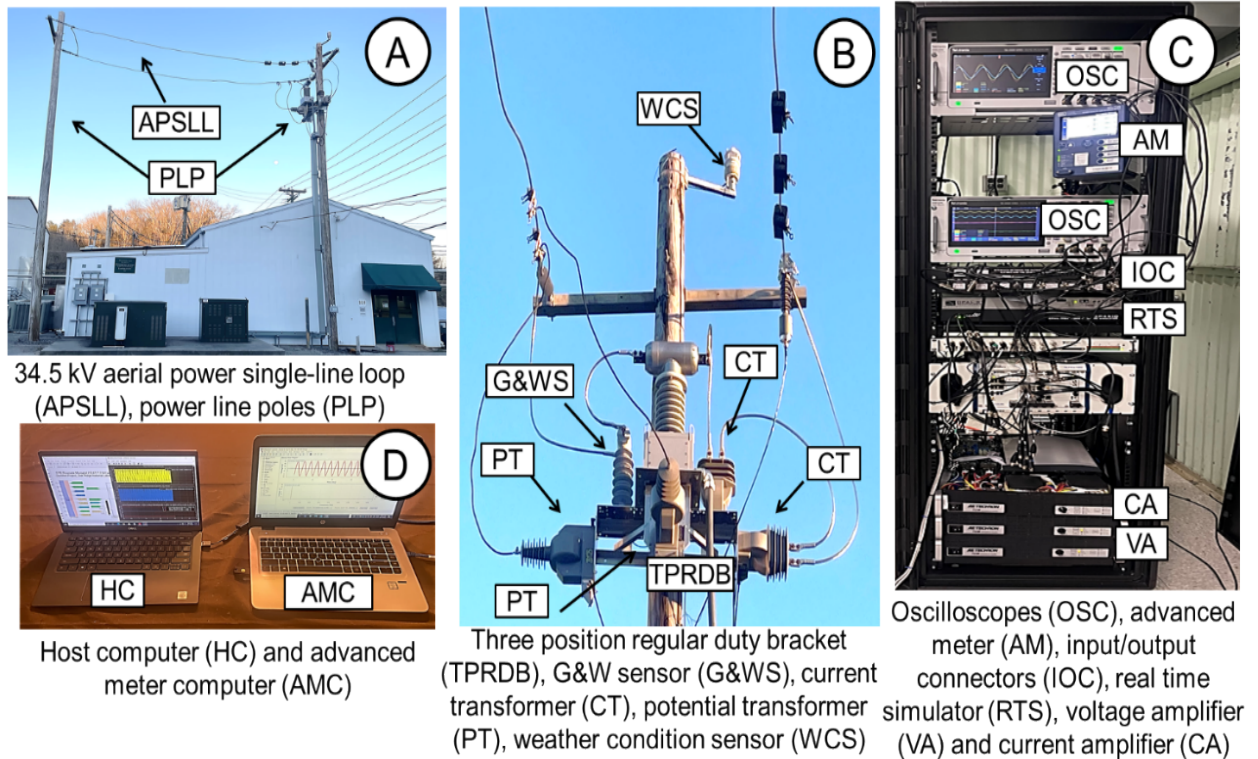 A
APSLL
PLP
34.5 kV aerial power single-line loop
(APSLL), power line poles (PLP)
D
HC
AMC
Host computer (HC) and advanced
meter computer (AMC)
B
WCS
G&WS
CT
PT
CT
TPRDB
PT
Three position regular duty bracket
(TPRDB), G&W sensor (G&WS), current
transformer (CT), potential transformer
(PT), weather condition sensor (WCS)
C
OSC
AM
OSC
IOC
RTS
CA
VA
Oscilloscopes (OSC), advanced
meter (AM), input/output
connectors (IOC), real time
simulator (RTS), voltage amplifier
(VA) and current amplifier (CA)